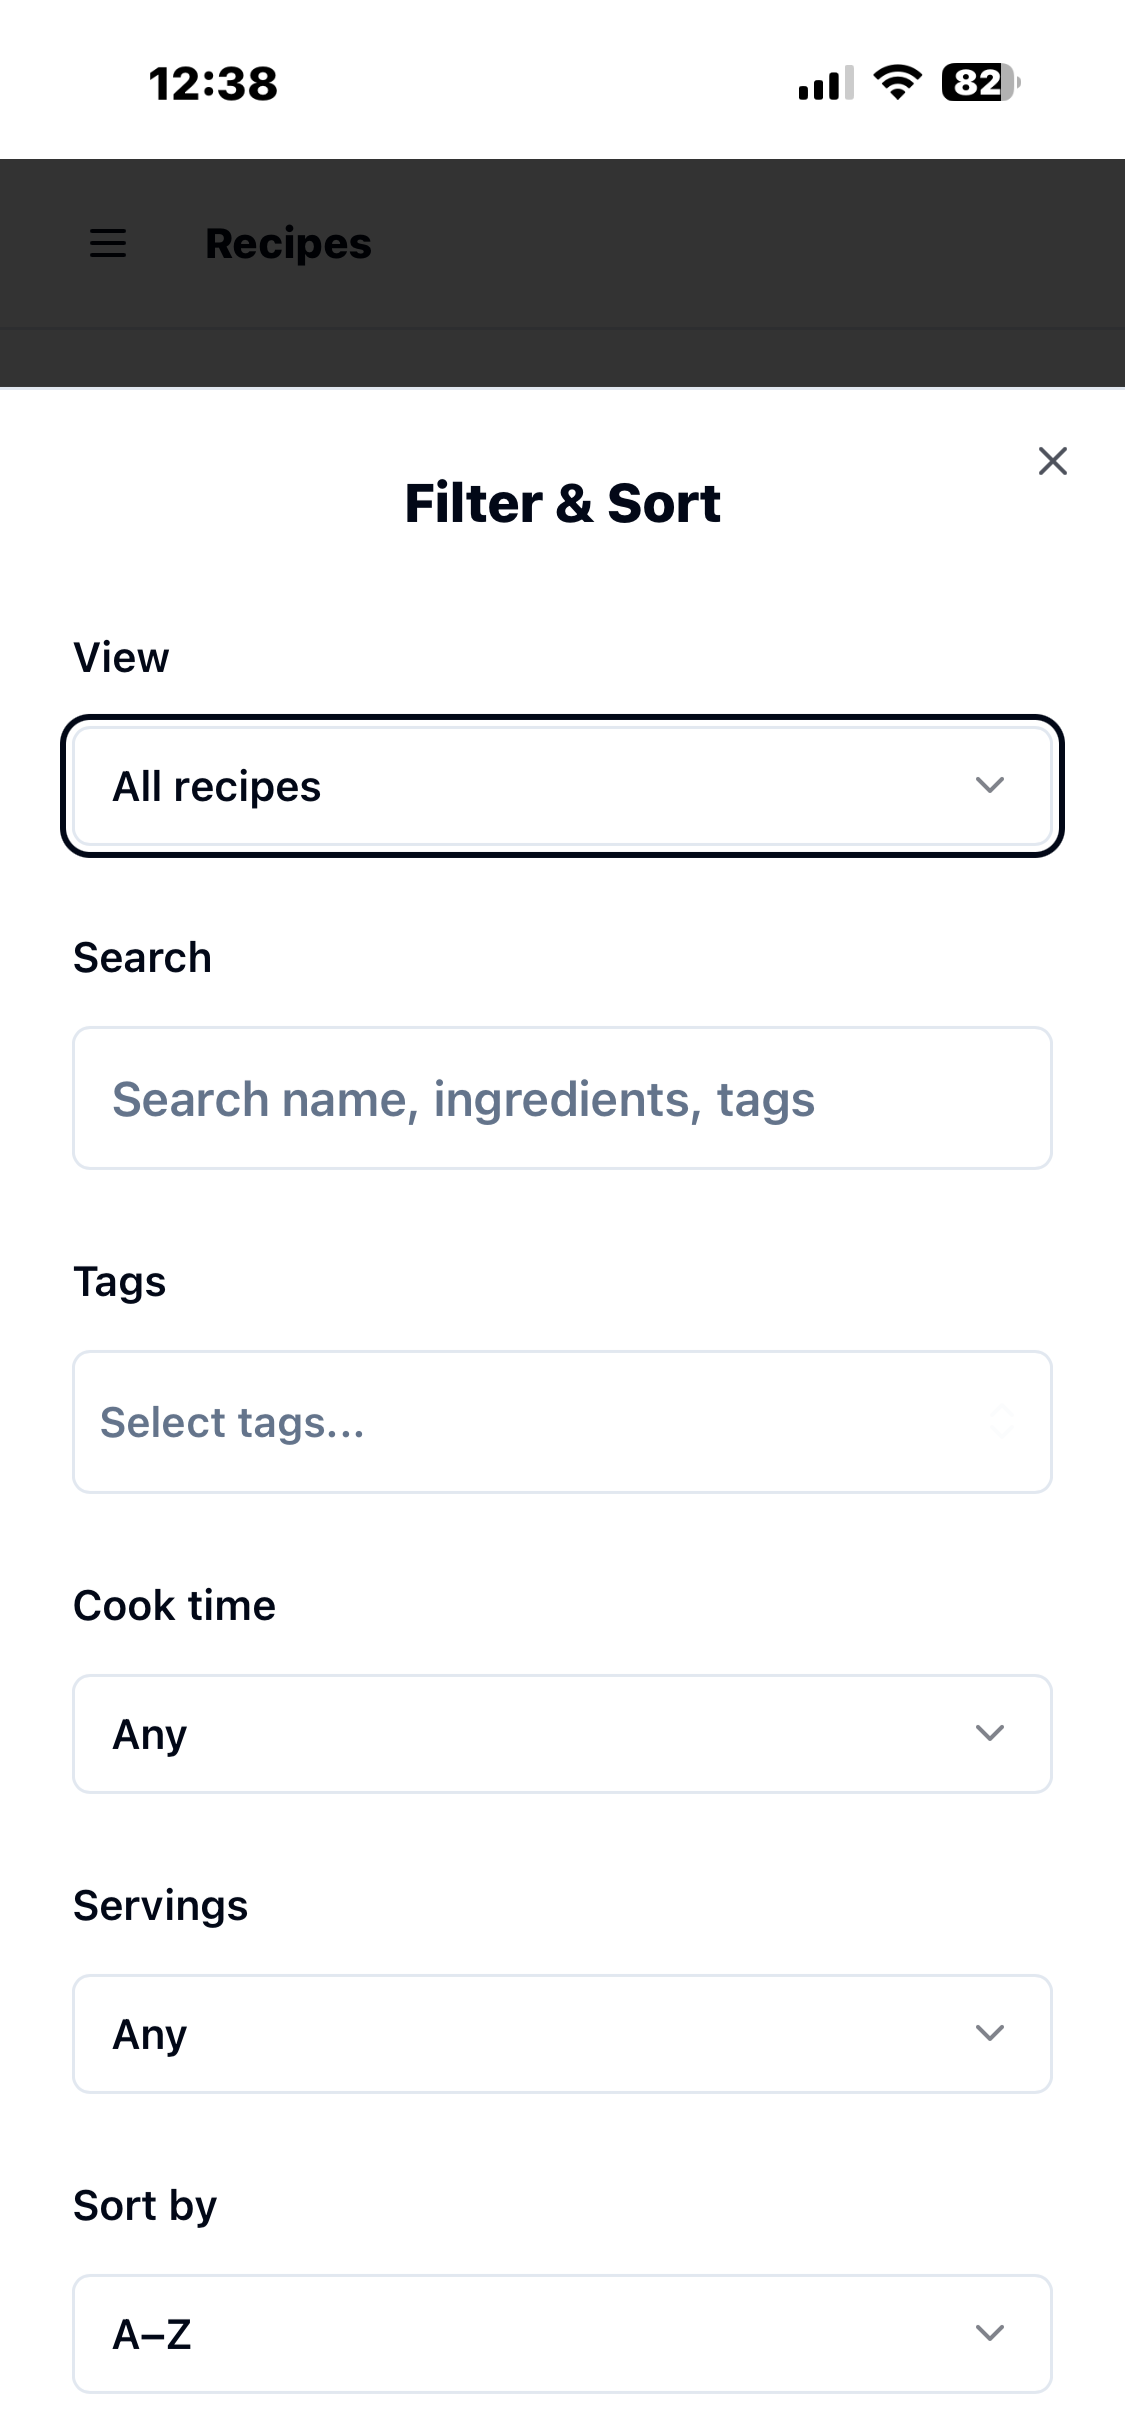 12:38
82
Recipes
Filter & Sort
View
All recipes
Search
Search name, ingredients, tags
Tags
Select tags...
Cook time
Any
Servings
Any
Sort by
A–Z